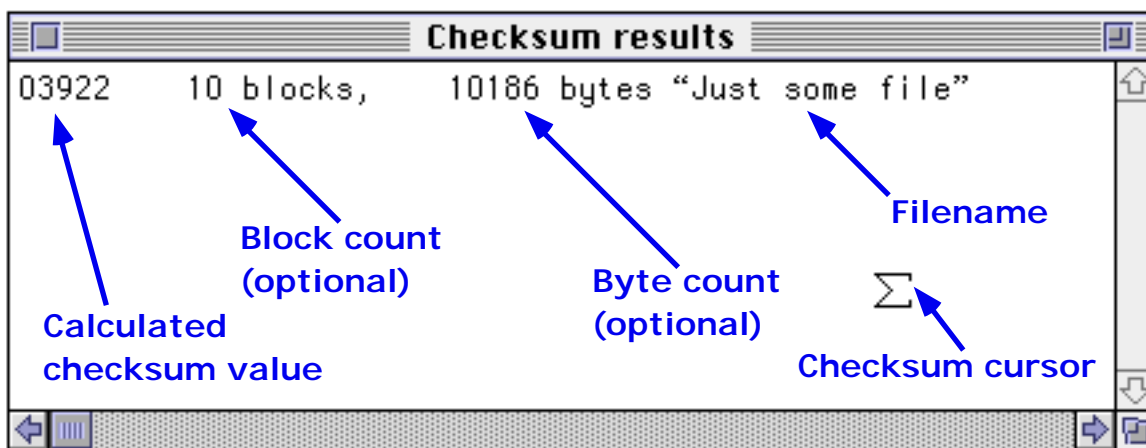 Checksum results
03922 10 blocks, 10186 bytes “Just some file”
Filename
Block count
(optional)
Byte count
(optional)
Σ
Calculated
checksum value
Checksum cursor